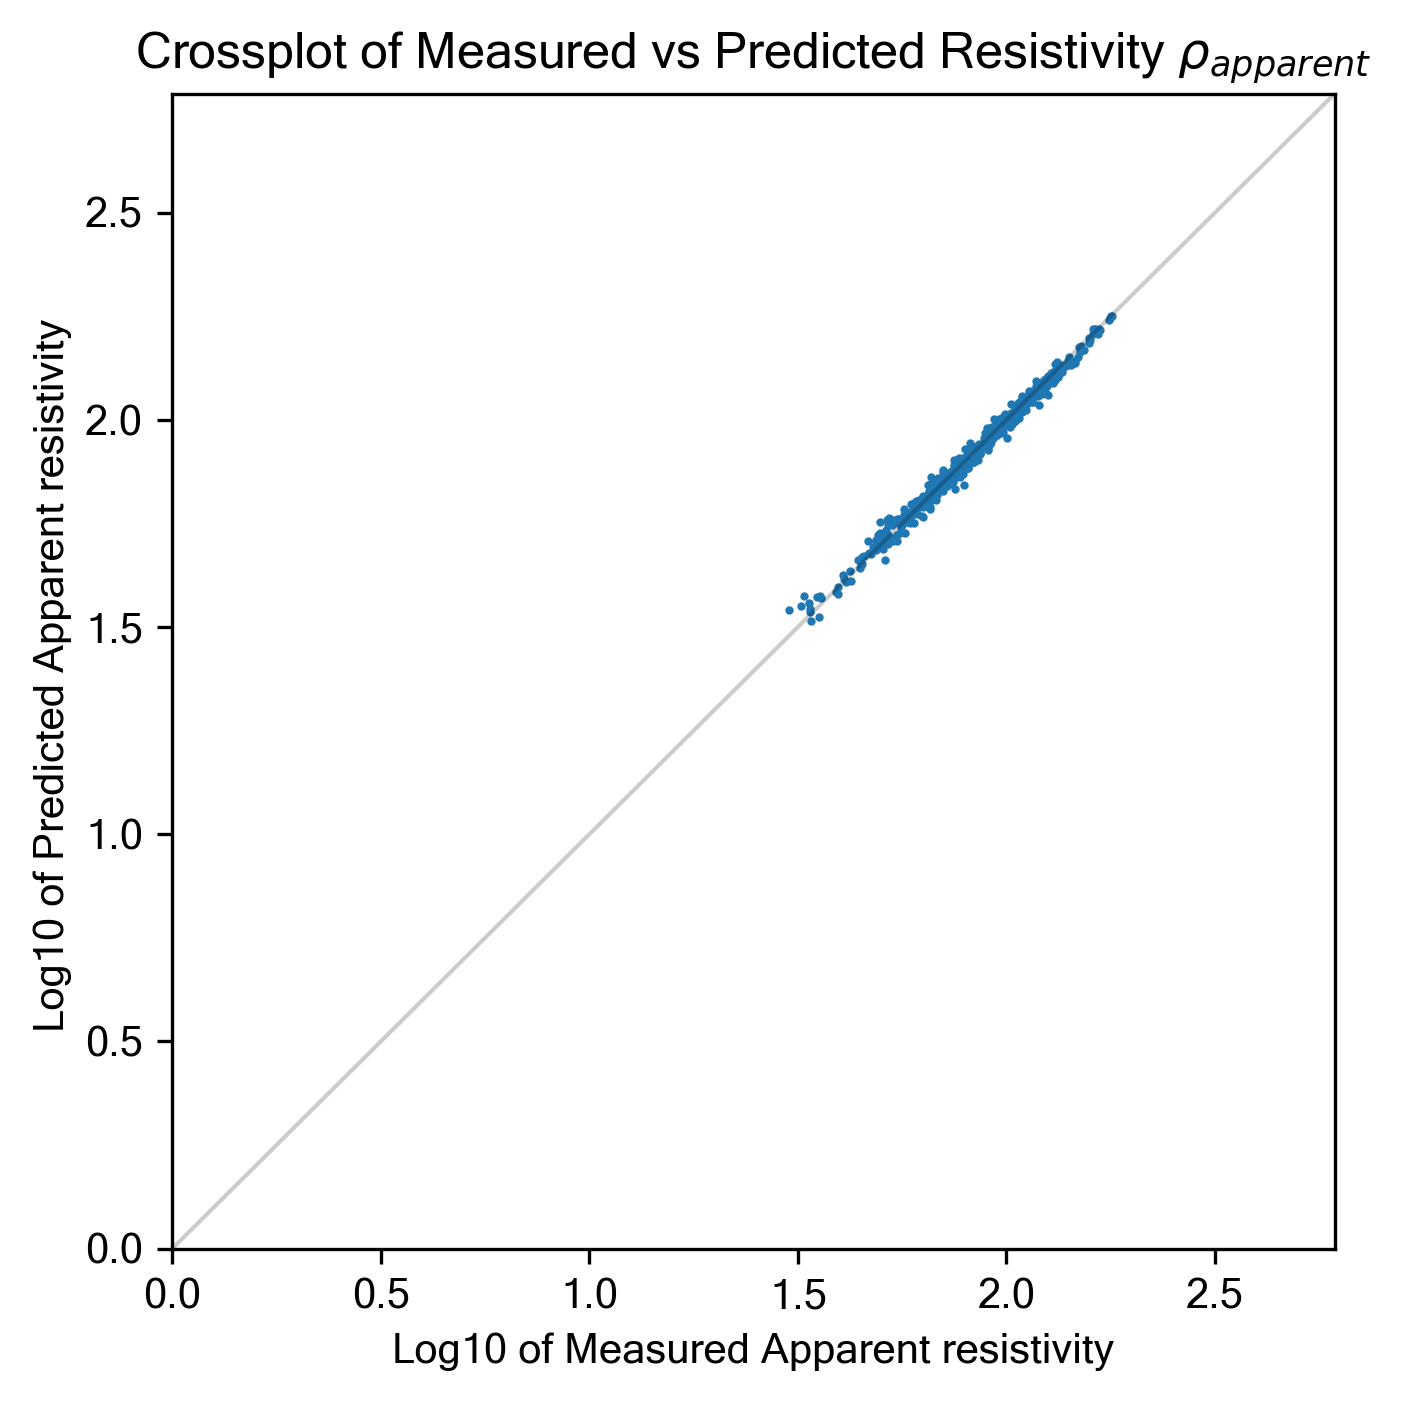 Crossplot of Measured vs Predicted Resistivity ρapparent
Log10 of Predicted Apparent resistivity
2.5
2.0
1.5
1.0
0.5
0.0
0.0 0.5 1.0 1.5 2.0 2.5
Log10 of Measured Apparent resistivity